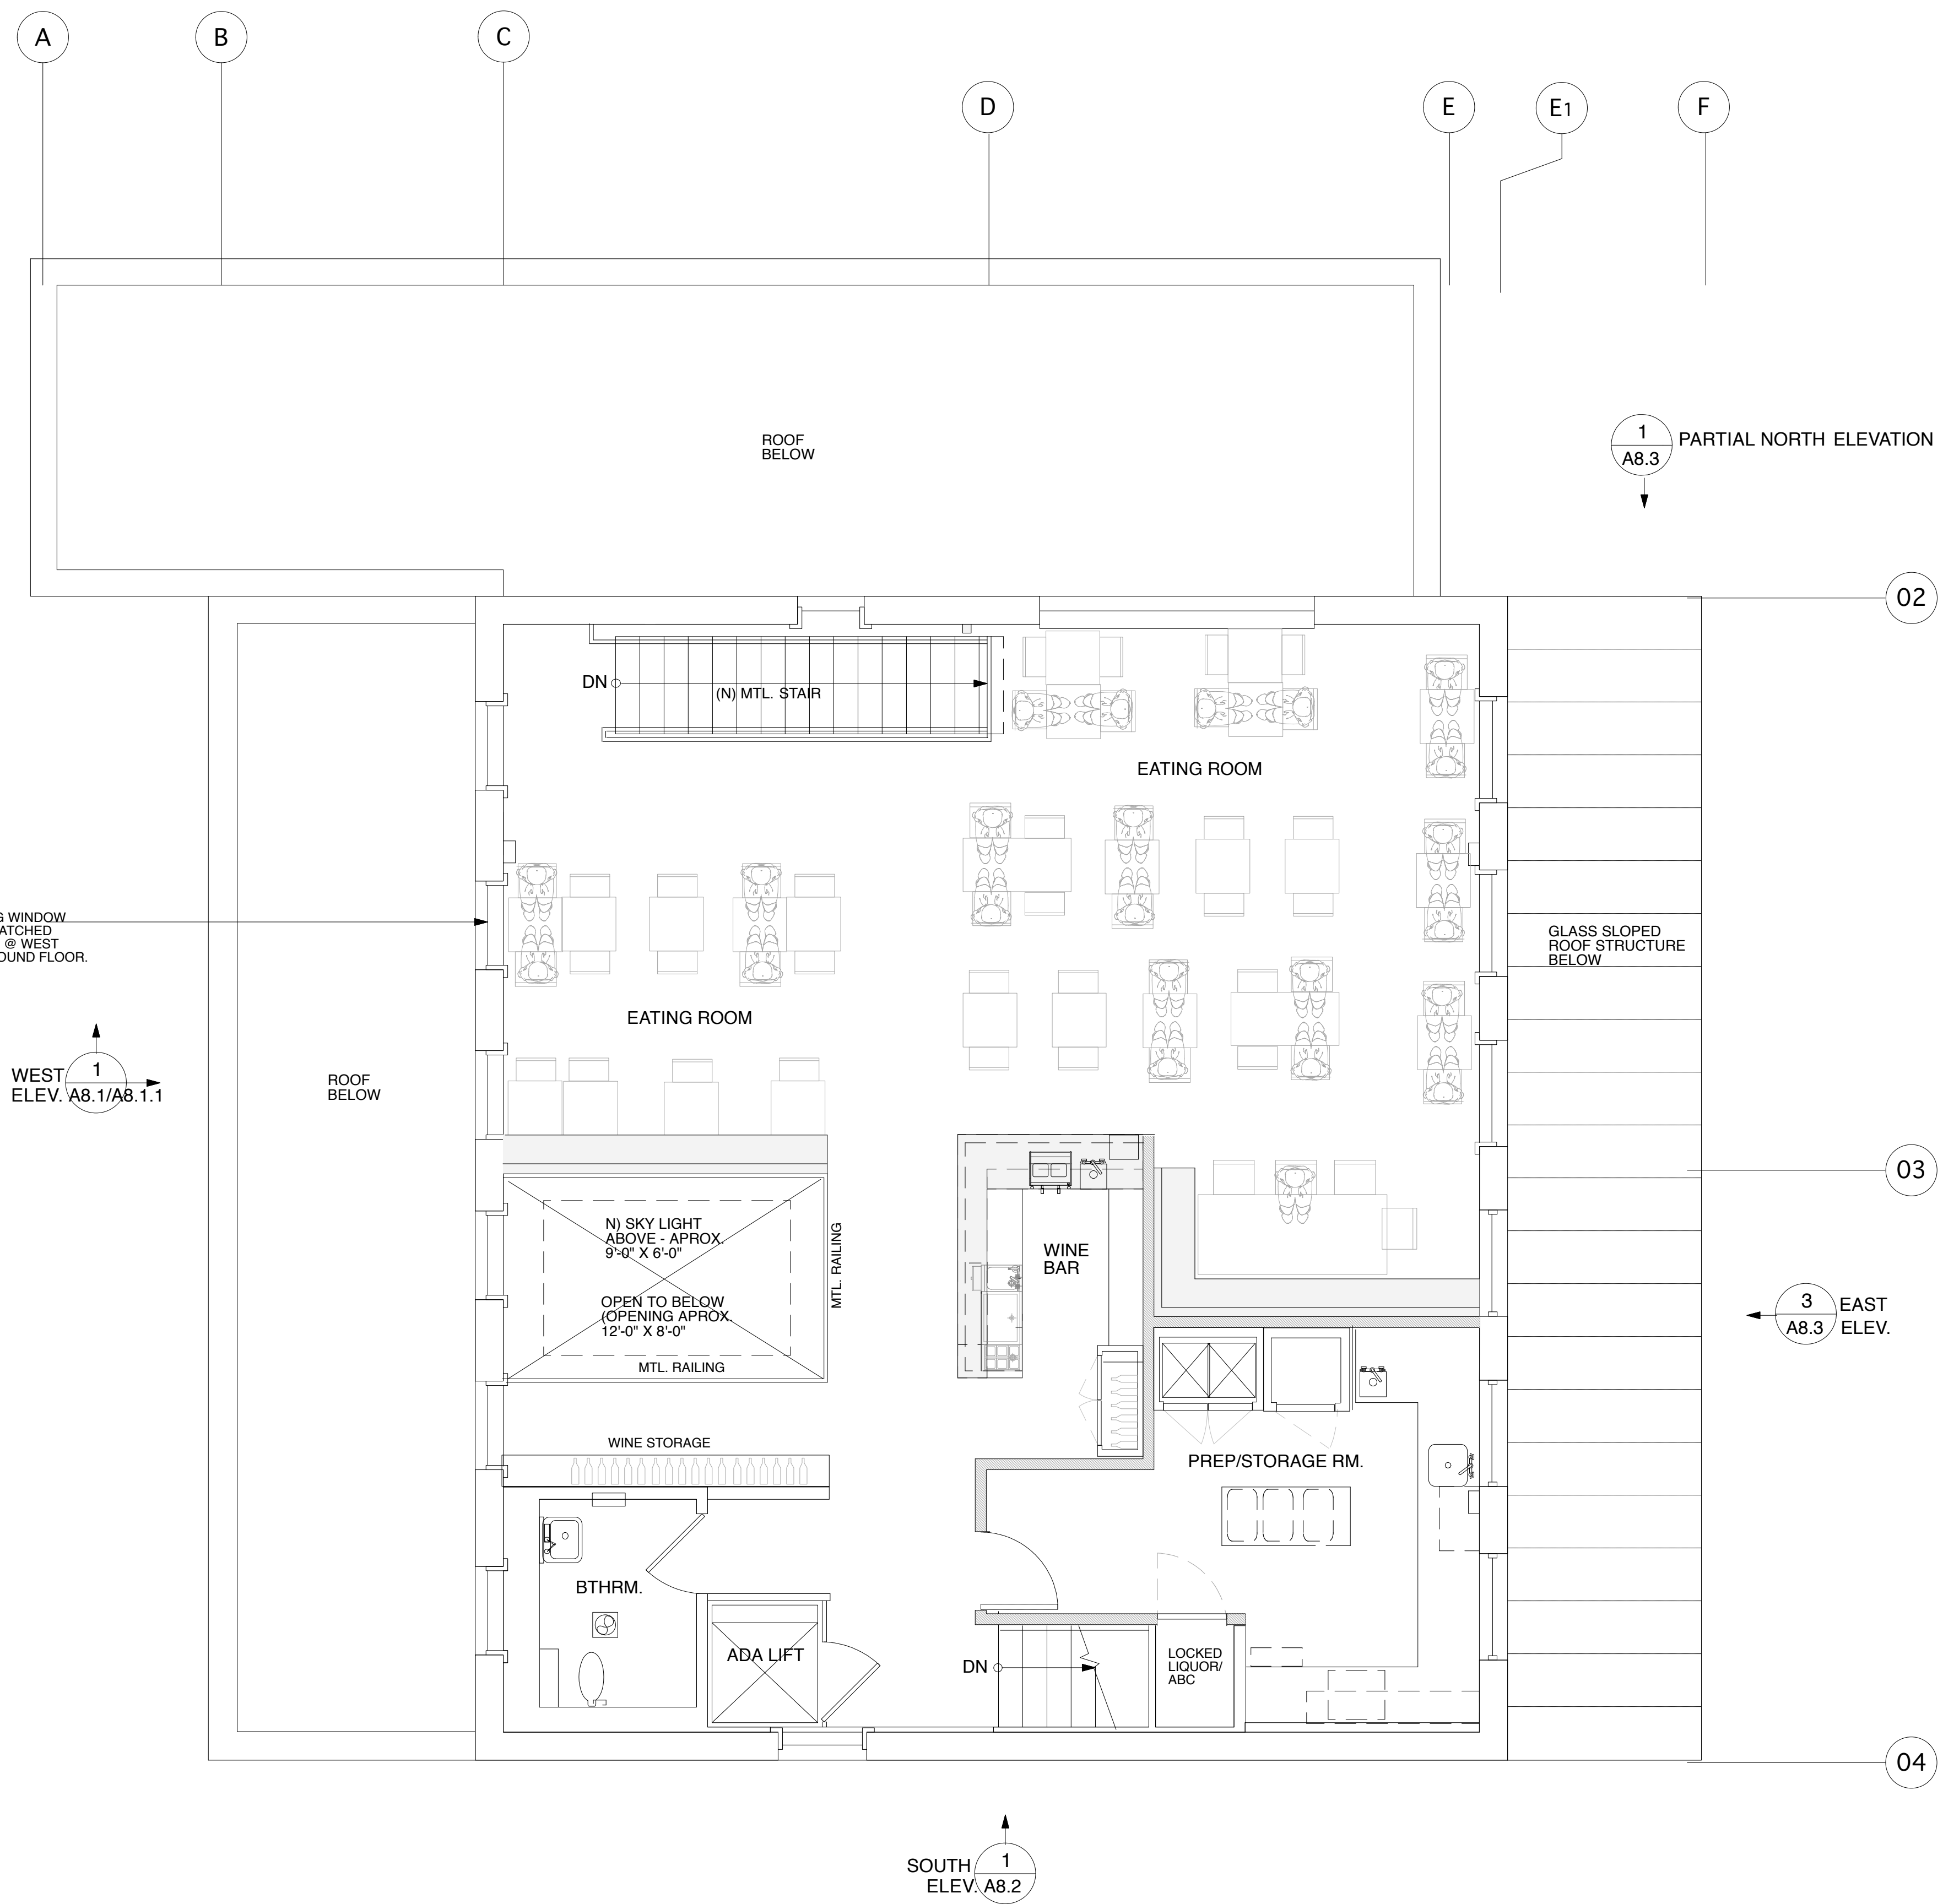 A
B
C
D
E
E1
F
ROOF
BELOW
1
A8.3
PARTIAL NORTH ELEVATION
02
DN
(N) MTL. STAIR
EATING ROOM
G WINDOW
ATCHED
@ WEST
OUND FLOOR.
GLASS SLOPED
ROOF STRUCTURE
BELOW
EATING ROOM
WEST
ELEV.
1
A8.1/A8.1.1
ROOF
BELOW
03
N) SKY LIGHT
ABOVE - APROX.
9'-0" X 6'-0"
MTL. RAILING
WINE
BAR
OPEN TO BELOW
(OPENING APROX.
12'-0" X 8'-0"
MTL. RAILING
3
A8.3
EAST
ELEV.
WINE STORAGE
PREP/STORAGE RM.
BTHRM.
ADA LIFT
DN
LOCKED
LIQUOR/
ABC
04
SOUTH
ELEV.
1
A8.2